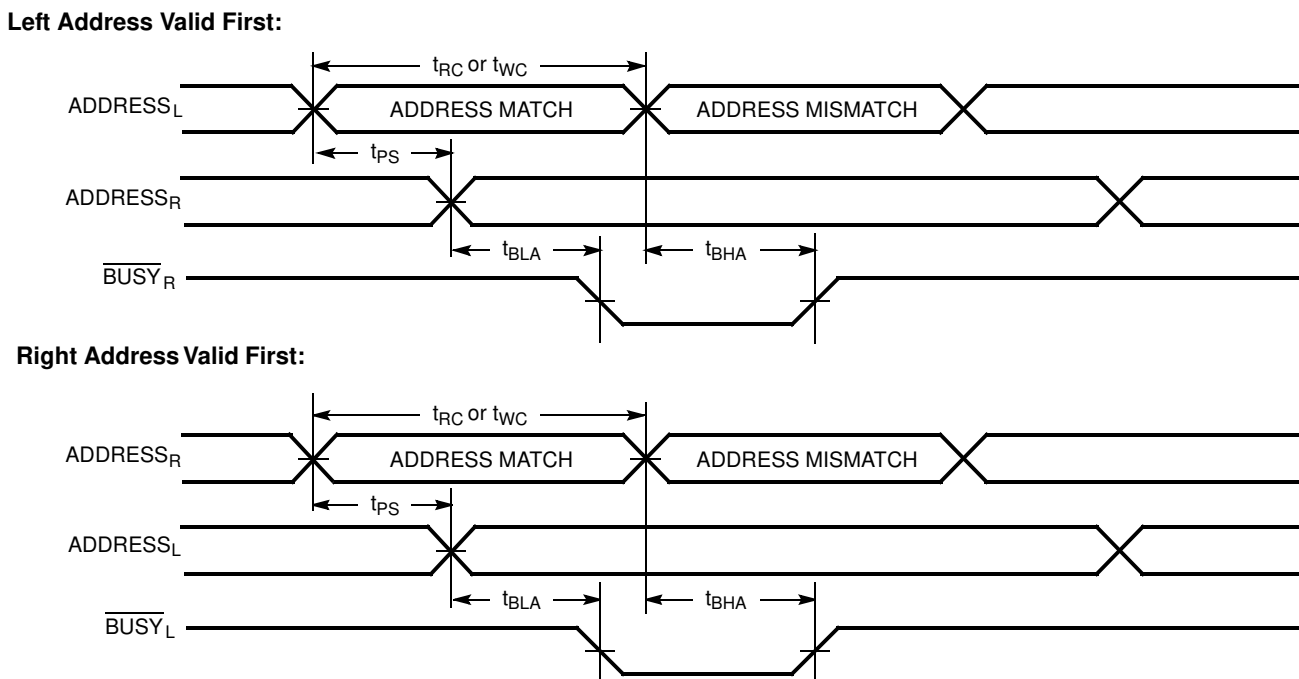 Left Address Valid First:
tRC or tWC
ADDRESSL ADDRESS MATCH ADDRESS MISMATCH
tPS
ADDRESSR
tBLA tBHA
BUSYR
Right Address Valid First:
tRC or tWC
ADDRESSR ADDRESS MATCH ADDRESS MISMATCH
tPS
ADDRESSL
tBLA tBHA
BUSYL